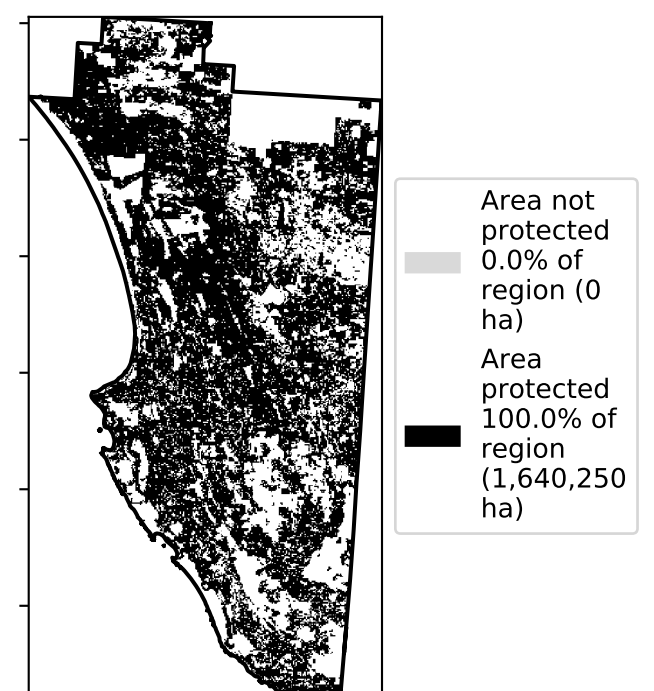 Area not
protected
0.0% of
region (0
ha)
Area
protected
100.0% of
region
(1,640,250
ha)